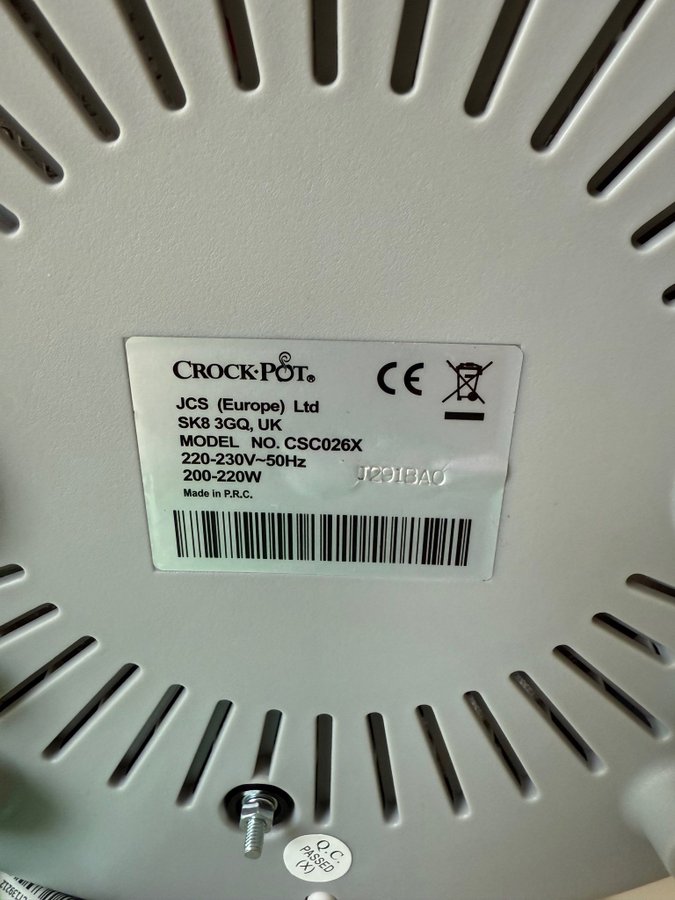 CROCK·POT®
CE
JCS (Europe) Ltd
SK8 3GQ, UK
MODEL NO. CSC026X
220-230V~50Hz
200-220W
J291BAO
Made in P.R.C.
Q.C.
PASSED
(X)